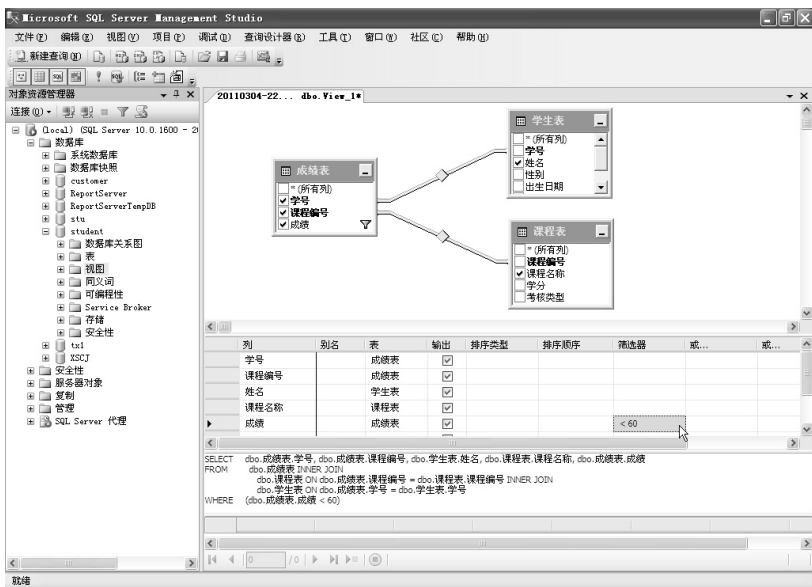 Microsoft SQL Server Management Studio
文件(F) 编辑(E) 视图(V) 项目(P) 调试(D) 查询设计器(R) 工具(T) 窗口(W) 社区(C) 帮助(H)
新建查询(N)
对象资源管理器
连接(O)
(local) (SQL Server 10.0.1600 - 20
数据库
系统数据库
数据库快照
customer
ReportServer
ReportServerTempDB
stu
student
数据库关系图
表
视图
同义词
可编程性
Service Broker
存储
安全性
tx1
XSCJ
安全性
服务器对象
复制
管理
SQL Server 代理
20110304-22... dbo.View_1*
成绩表
* (所有列)
学号
课程编号
成绩
学生表
* (所有列)
学号
姓名
性别
出生日期
课程表
* (所有列)
课程编号
课程名称
学分
考核类型
列 别名 表 输出 排序类型 排序顺序 筛选器 或... 或...
学号 成绩表
课程编号 成绩表
姓名 学生表
课程名称 课程表
成绩 成绩表 < 60
SELECT dbo.成绩表.学号, dbo.成绩表.课程编号, dbo.学生表.姓名, dbo.课程表.课程名称, dbo.成绩表.成绩
FROM dbo.成绩表 INNER JOIN
dbo.课程表 ON dbo.成绩表.课程编号 = dbo.课程表.课程编号 INNER JOIN
dbo.学生表 ON dbo.成绩表.学号 = dbo.学生表.学号
WHERE (dbo.成绩表.成绩 < 60)
0 / 0
就绪